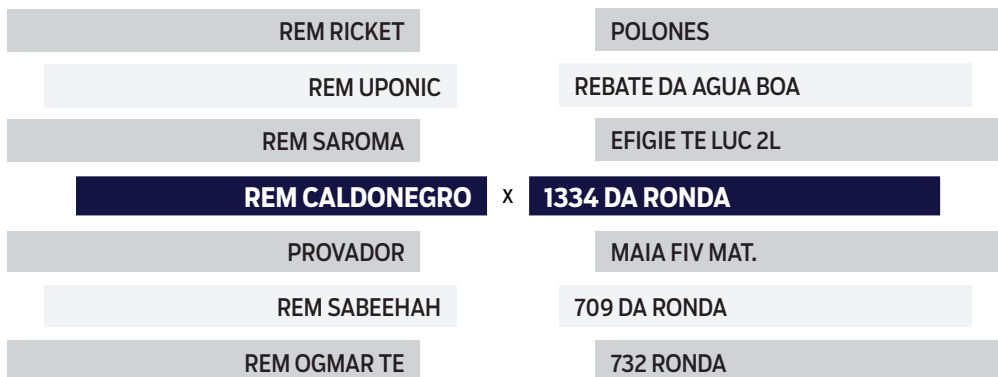 REM RICKET POLONES
REM UPONIC REBATE DA AGUA BOA
REM SAROMA EFIGIE TE LUC 2L
REM CALDONEGRO X 1334 DA RONDA
PROVADOR MAIA FIV MAT.
REM SABEEHAH 709 DA RONDA
REM OGMAR TE 732 RONDA